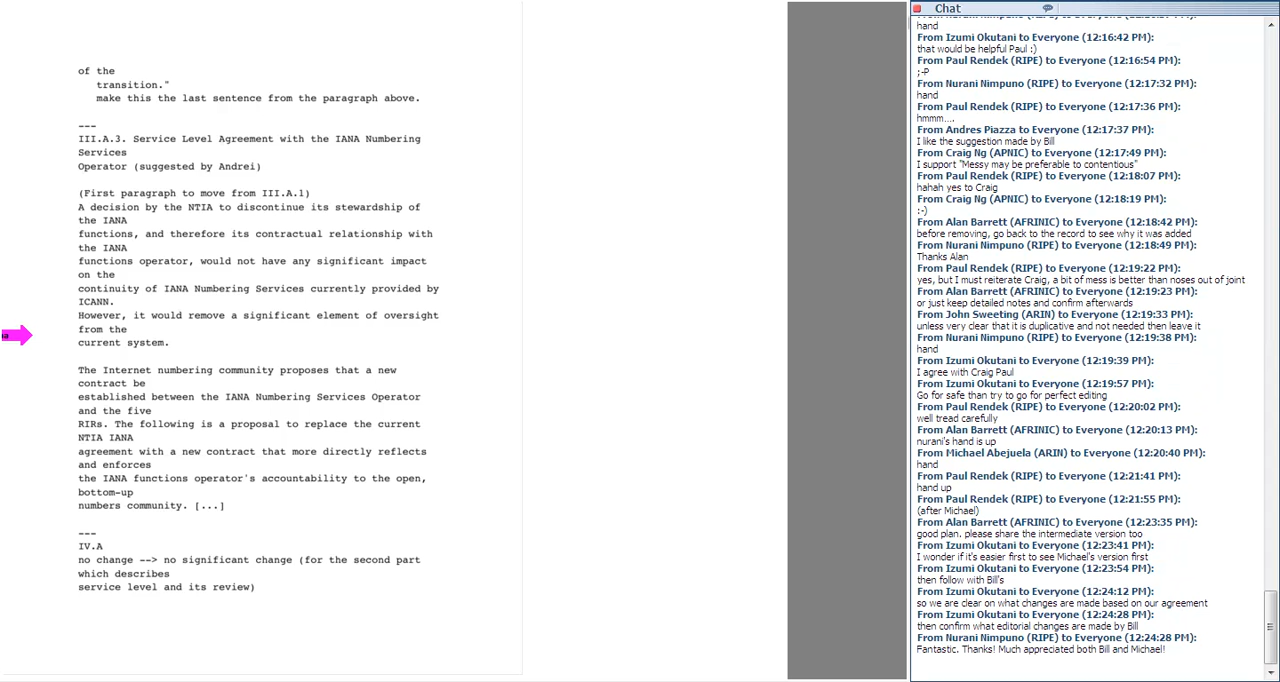 of the
transition."
make this the last sentence from the paragraph above.
---
III.A.3. Service Level Agreement with the IANA Numbering
Services
Operator (suggested by Andrei)
(First paragraph to move from III.A.1)
A decision by the NTIA to discontinue its stewardship of
the IANA
functions, and therefore its contractual relationship with
the IANA
functions operator, would not have any significant impact
on the
continuity of IANA Numbering Services currently provided by
ICANN.
However, it would remove a significant element of oversight
from the
current system.
The Internet numbering community proposes that a new
contract be
established between the IANA Numbering Services Operator
and the five
RIRs. The following is a proposal to replace the current
NTIA IANA
agreement with a new contract that more directly reflects
and enforces
the IANA functions operator's accountability to the open,
bottom-up
numbers community. [...]
---
IV.A
no change --> no significant change (for the second part
which describes
service level and its review)
Chat
hand
From Izumi Okutani to Everyone (12:16:42 PM):
that would be helpful Paul :)
From Paul Rendek (RIPE) to Everyone (12:16:54 PM):
;-P
From Nurani Nimpuno (RIPE) to Everyone (12:17:32 PM):
hand
From Paul Rendek (RIPE) to Everyone (12:17:36 PM):
hmmm....
From Andres Piazza to Everyone (12:17:37 PM):
I like the suggestion made by Bill
From Craig Ng (APNIC) to Everyone (12:17:49 PM):
I support "Messy may be preferable to contentious"
From Paul Rendek (RIPE) to Everyone (12:18:07 PM):
hahah yes to Craig
From Craig Ng (APNIC) to Everyone (12:18:19 PM):
:-)
From Alan Barrett (AFRINIC) to Everyone (12:18:42 PM):
before removing, go back to the record to see why it was added
From Nurani Nimpuno (RIPE) to Everyone (12:18:49 PM):
Thanks Alan
From Paul Rendek (RIPE) to Everyone (12:19:22 PM):
yes, but I must reiterate Craig, a bit of mess is better than noses out of joint
From Alan Barrett (AFRINIC) to Everyone (12:19:23 PM):
or just keep detailed notes and confirm afterwards
From John Sweeting (ARIN) to Everyone (12:19:33 PM):
unless very clear that it is duplicative and not needed then leave it
From Nurani Nimpuno (RIPE) to Everyone (12:19:38 PM):
hand
From Izumi Okutani to Everyone (12:19:39 PM):
I agree with Craig Paul
From Izumi Okutani to Everyone (12:19:57 PM):
Go for safe than try to go for perfect editing
From Paul Rendek (RIPE) to Everyone (12:20:02 PM):
well tread carefully
From Alan Barrett (AFRINIC) to Everyone (12:20:13 PM):
nurani's hand is up
From Michael Abejuela (ARIN) to Everyone (12:20:40 PM):
hand
From Paul Rendek (RIPE) to Everyone (12:21:41 PM):
hand up
From Paul Rendek (RIPE) to Everyone (12:21:55 PM):
(after Michael)
From Alan Barrett (AFRINIC) to Everyone (12:23:35 PM):
good plan. please share the intermediate version too
From Izumi Okutani to Everyone (12:23:41 PM):
I wonder if it's easier first to see Michael's version first
From Izumi Okutani to Everyone (12:23:54 PM):
then follow with Bill's
From Izumi Okutani to Everyone (12:24:12 PM):
so we are clear on what changes are made based on our agreement
From Izumi Okutani to Everyone (12:24:28 PM):
then confirm what editorial changes are made by Bill
From Nurani Nimpuno (RIPE) to Everyone (12:24:28 PM):
Fantastic. Thanks! Much appreciated both Bill and Michael!